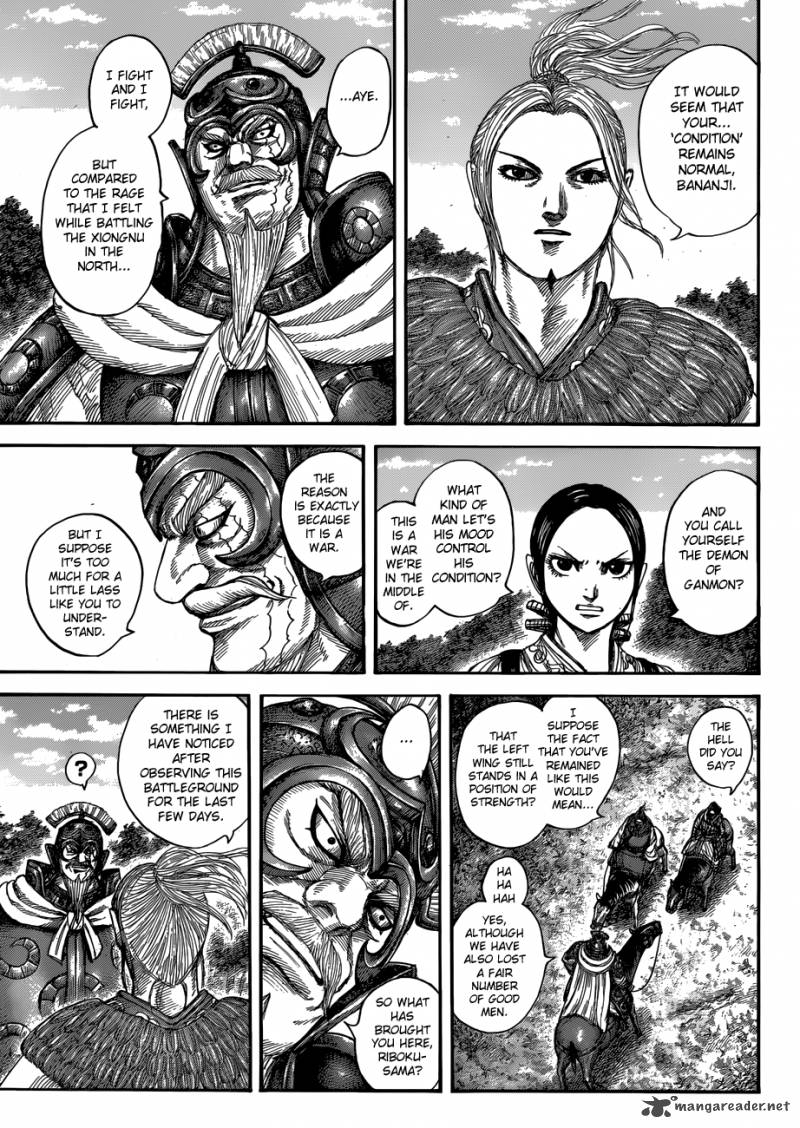 IT WOULD
SEEM THAT
YOUR...
'CONDITION'
REMAINS
NORMAL,
BANANJI.
...AYE.
I FIGHT
AND I
FIGHT,
BUT
COMPARED
TO THE RAGE
THAT I FELT
WHILE BATTLING
THE XIONGNU
IN THE
NORTH...
AND
YOU CALL
YOURSELF
THE DEMON
OF
GANMON?
WHAT
KIND OF
MAN LET'S
HIS MOOD
CONTROL
HIS
CONDITION?
THIS
IS A WAR
WE'RE
IN THE
MIDDLE
OF.
THE
REASON
IS EXACTLY
BECAUSE
IT IS A
WAR.
BUT I
SUPPOSE
IT'S TOO
MUCH FOR A
LITTLE LASS
LIKE YOU TO
UNDER-
STAND.
THE
HELL
DID YOU
SAY?
I
SUPPOSE
THE FACT
THAT YOU'VE
REMAINED
LIKE THIS
WOULD
MEAN...
THAT
THE LEFT
WING STILL
STANDS IN A
POSITION OF
STRENGTH?
HA
HA
HAH
YES,
ALTHOUGH
WE HAVE
ALSO LOST
A FAIR
NUMBER
OF GOOD
MEN.
...
SO WHAT
HAS
BROUGHT
YOU HERE,
RIBOKU-
SAMA?
THERE IS
SOMETHING I
HAVE NOTICED
AFTER
OBSERVING THIS
BATTLEGROUND
FOR THE LAST
FEW DAYS.
?
mangareader.net